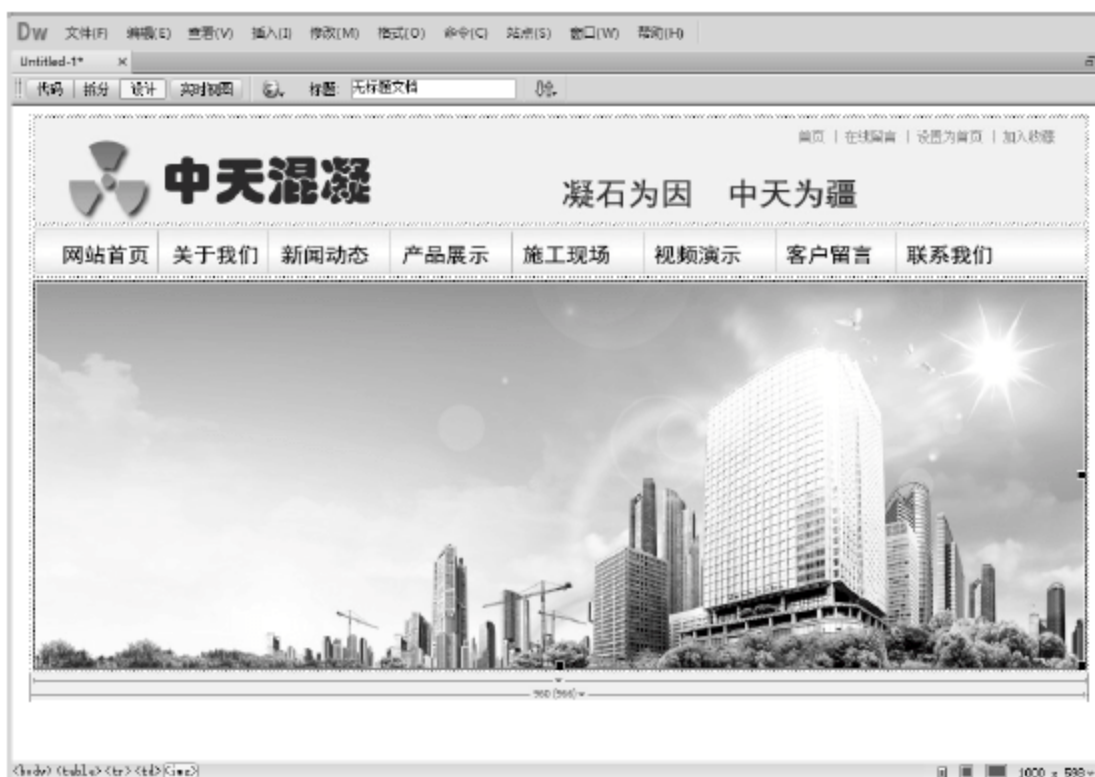 Dw 文件(F) 编辑(E) 查看(V) 插入(I) 修改(M) 格式(O) 命令(C) 站点(S) 窗口(W) 帮助(H)
Untitled-1* ×
代码 拆分 设计 实时视图 标题: 无标题文档
首页 | 在线留言 | 设置为首页 | 加入收藏
中天混凝
凝石为因 中天为疆
网站首页 关于我们 新闻动态 产品展示 施工现场 视频演示 客户留言 联系我们
<body> <table> <tr> <td> <img> 1000 x 598